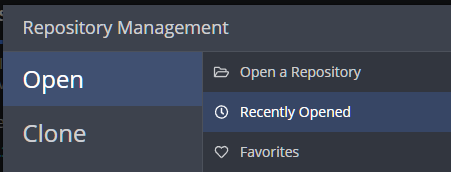 Repository Management
Open
Open a Repository
Recently Opened
Clone
Favorites